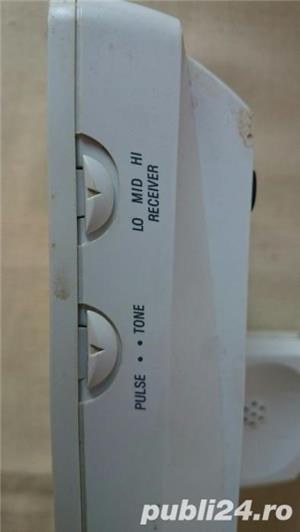 LO MID HI
RECEIVER
PULSE • • TONE
publi24.ro